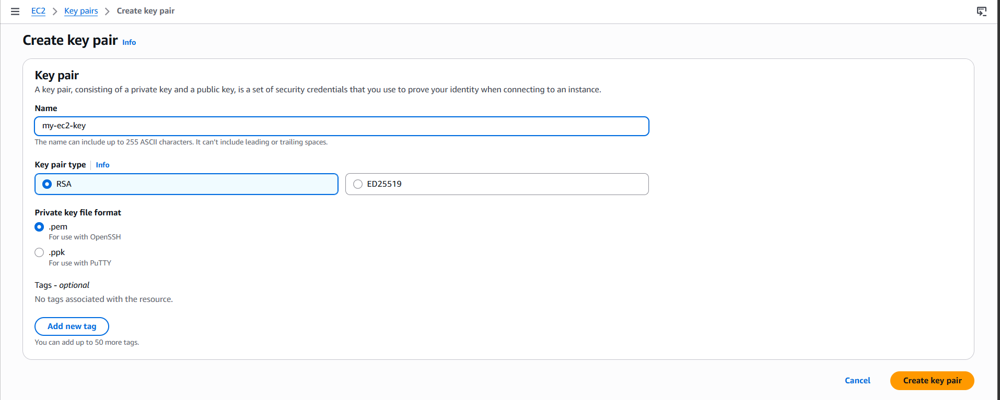 EC2 > Key pairs > Create key pair
Create key pair Info
Key pair
A key pair, consisting of a private key and a public key, is a set of security credentials that you use to prove your identity when connecting to an instance.
Name
my-ec2-key
The name can include up to 255 ASCII characters. It can't include leading or trailing spaces.
Key pair type | Info
RSA ED25519
Private key file format
.pem
For use with OpenSSH
.ppk
For use with PuTTY
Tags - optional
No tags associated with the resource.
Add new tag
You can add up to 50 more tags.
Cancel Create key pair